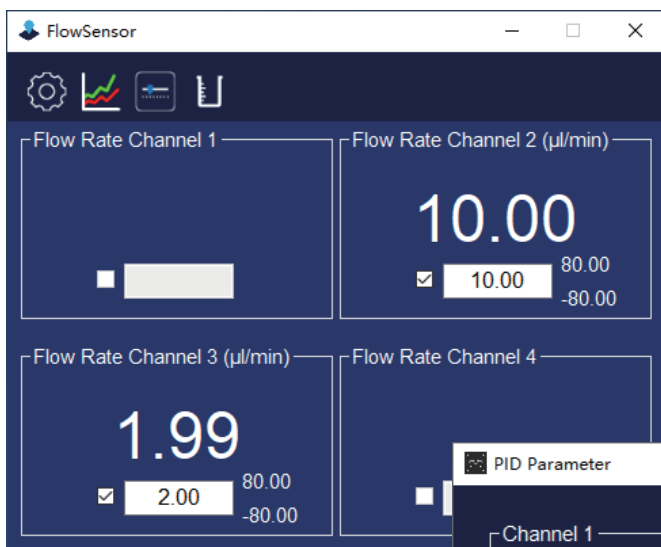 FlowSensor
Flow Rate Channel 1
Flow Rate Channel 2 (µl/min)
10.00
10.00
80.00
-80.00
Flow Rate Channel 3 (µl/min)
1.99
2.00
80.00
-80.00
Flow Rate Channel 4
PID Parameter
Channel 1